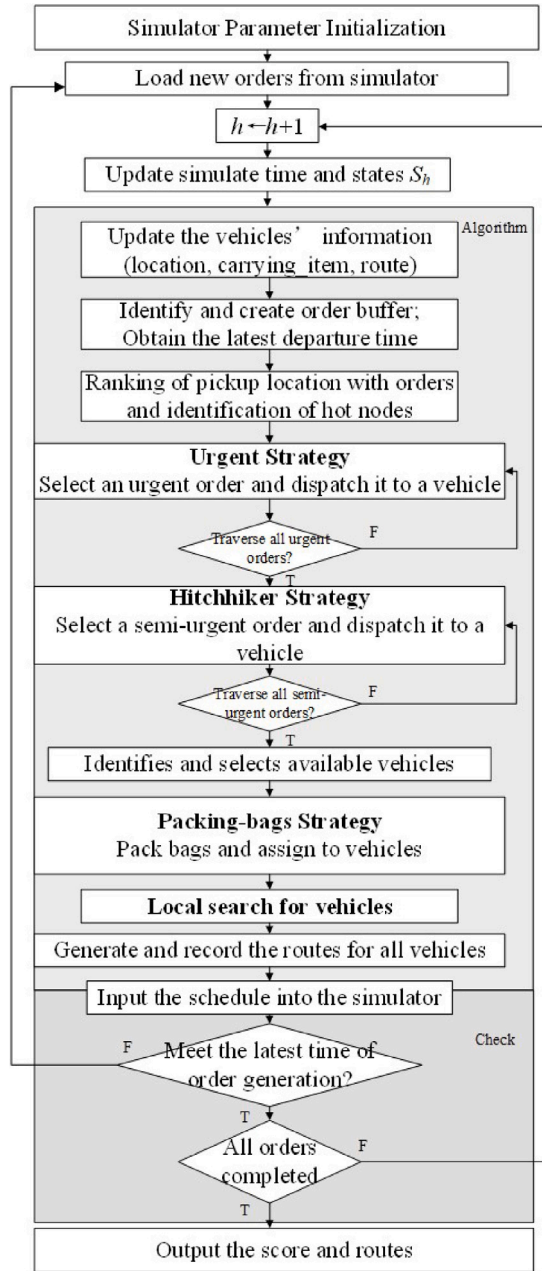 Simulator Parameter Initialization
Load new orders from simulator
h←h+1
Update simulate time and states Sh
Algorithm
Update the vehicles' information
(location, carrying_item, route)
Identify and create order buffer;
Obtain the latest departure time
Ranking of pickup location with orders
and identification of hot nodes
Urgent Strategy
Select an urgent order and dispatch it to a vehicle
Traverse all urgent
orders?
F
T
Hitchhiker Strategy
Select a semi-urgent order and dispatch it to a
vehicle
Traverse all semi-
urgent orders?
F
T
Identifies and selects available vehicles
Packing-bags Strategy
Pack bags and assign to vehicles
Local search for vehicles
Generate and record the routes for all vehicles
Input the schedule into the simulator
Check
F
Meet the latest time of
order generation?
T
All orders
completed
F
T
Output the score and routes